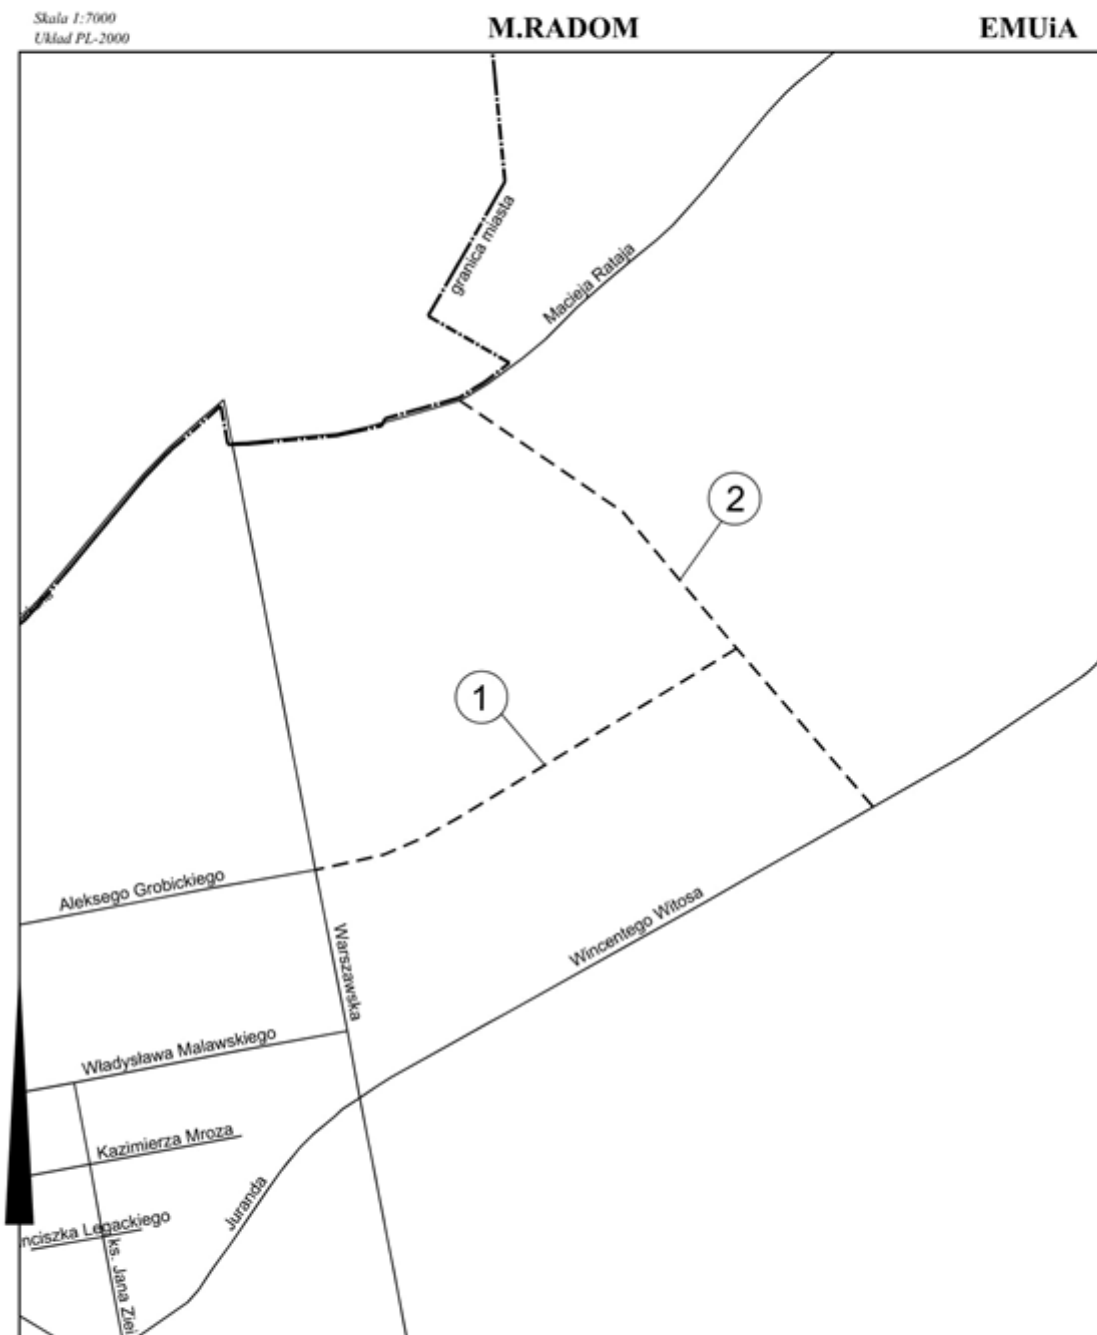 Skala 1:7000
Układ PL-2000
M.RADOM
EMUiA
granica miasta
Macieja Rataja
2
1
Aleksego Grobickiego
Warszawska
Wincentego Witosa
Władysława Malawskiego
Kazimierza Mroza
Juranda
nciszka Legackiego
ks. Jana Ziei